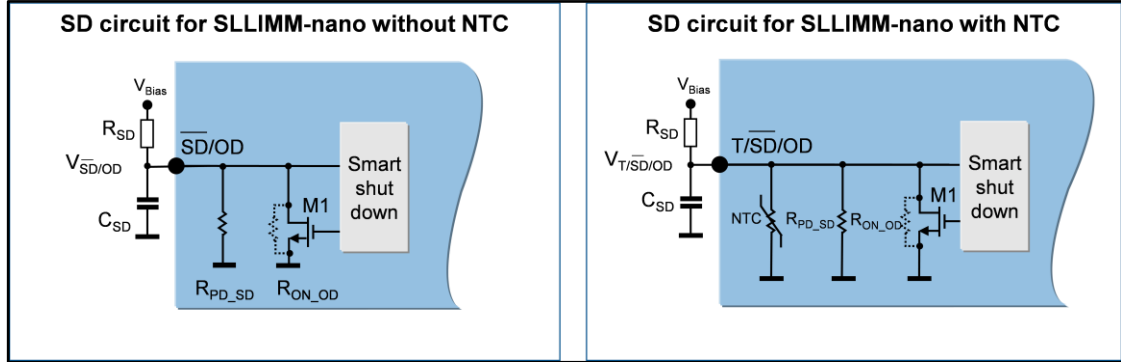 SD circuit for SLLIMM-nano without NTC
VBias
RSD
SD/OD
VSD/OD
CSD
M1
Smart
shut
down
RPD_SD
RON_OD
SD circuit for SLLIMM-nano with NTC
VBias
RSD
T/SD/OD
VT/SD/OD
CSD
NTC
RPD_SD
RON_OD
M1
Smart
shut
down